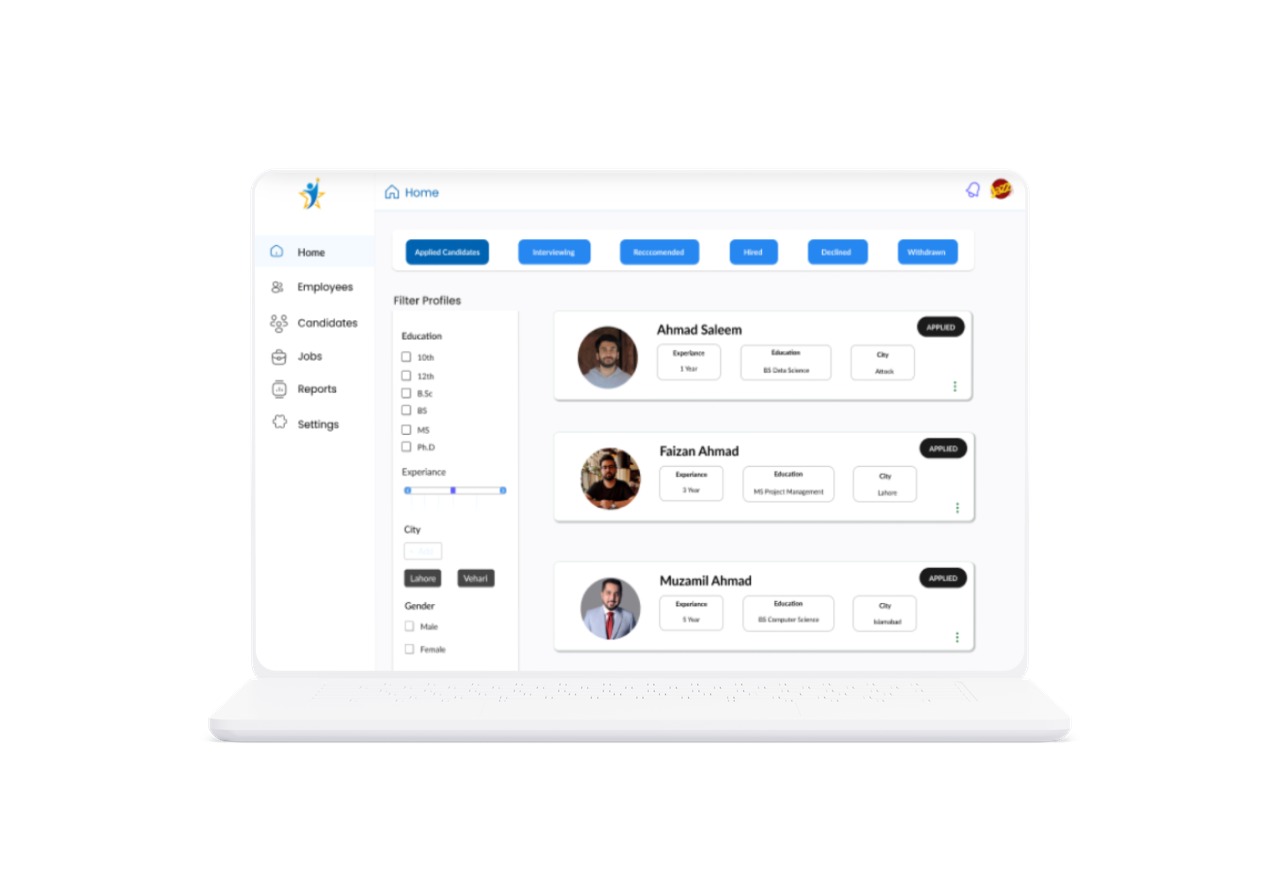 Home
Home
Employees
Candidates
Jobs
Reports
Settings
Applied Candidates
Interviewing
Reccomended
Hired
Declined
Withdrawn
Filter Profiles
Education
10th
12th
B.Sc
BS
MS
Ph.D
Experiance
City
Lahore
Vehari
Gender
Male
Female
Ahmad Saleem
APPLIED
Experiance
1 Year
Education
BS Data Science
City
Attock
Faizan Ahmad
APPLIED
Experiance
3 Year
Education
MS Project Management
City
Lahore
Muzamil Ahmad
APPLIED
Experiance
5 Year
Education
BS Computer Science
City
Islamabad